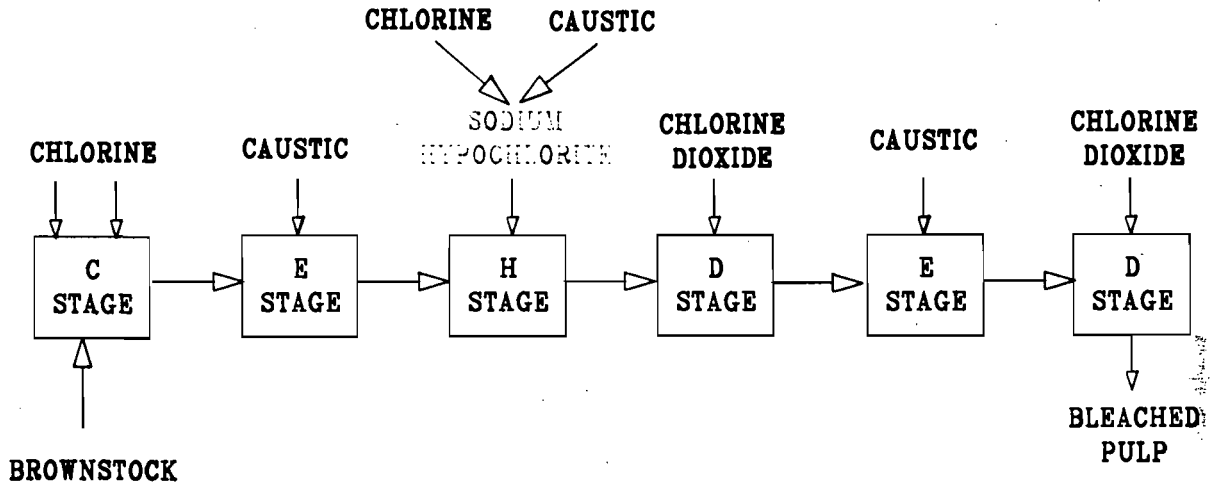 CHLORINE CAUSTIC
SODIUM
HYPOCHLORITE
CHLORINE
CAUSTIC
CHLORINE
DIOXIDE
CAUSTIC
CHLORINE
DIOXIDE
C
STAGE
E
STAGE
H
STAGE
D
STAGE
E
STAGE
D
STAGE
BROWNSTOCK
BLEACHED
PULP